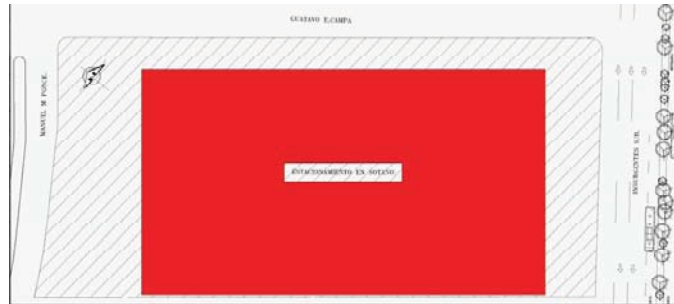 GUSTAVO E. CAMPA
MANUEL M PONCE.
ESTACIONAMIENTO EN SOTANO
INSURGENTES SUR.